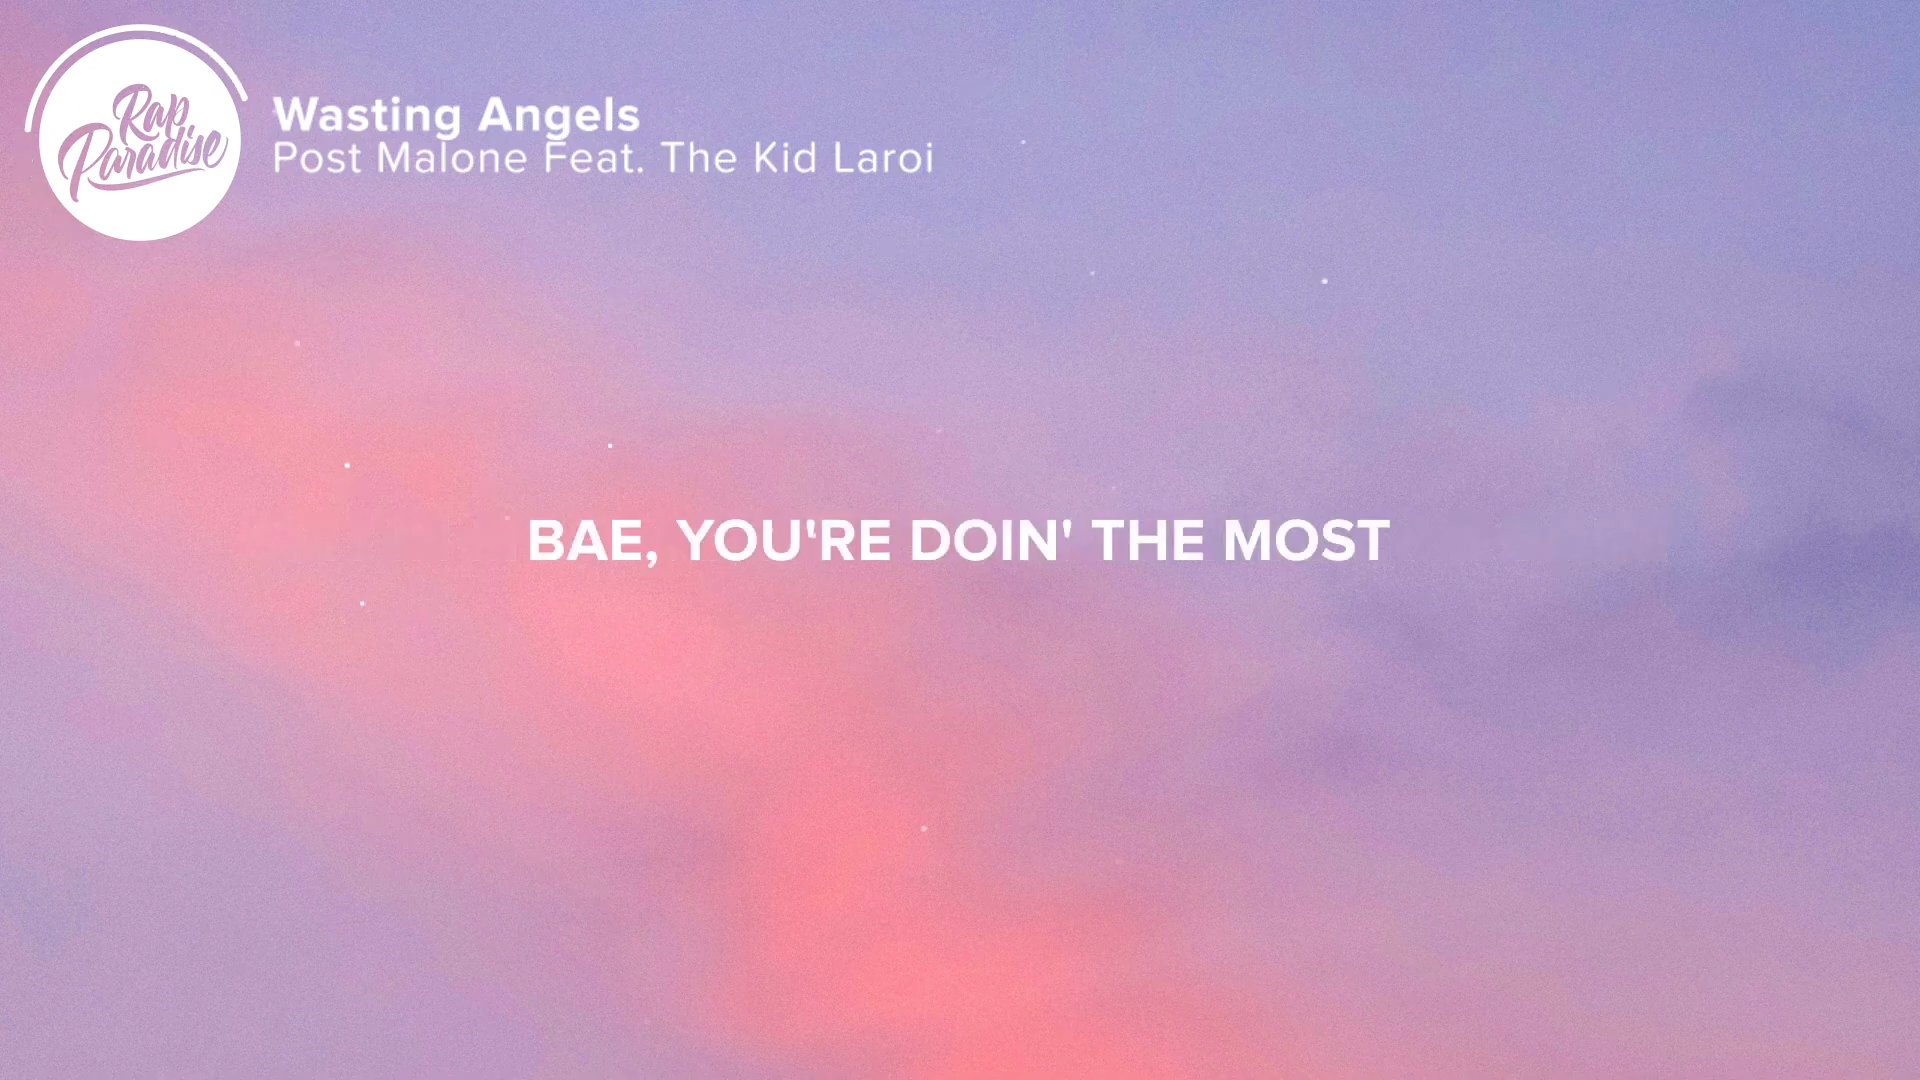 Rap
Paradise
Wasting Angels
Post Malone Feat. The Kid Laroi
BAE, YOU'RE DOIN' THE MOST